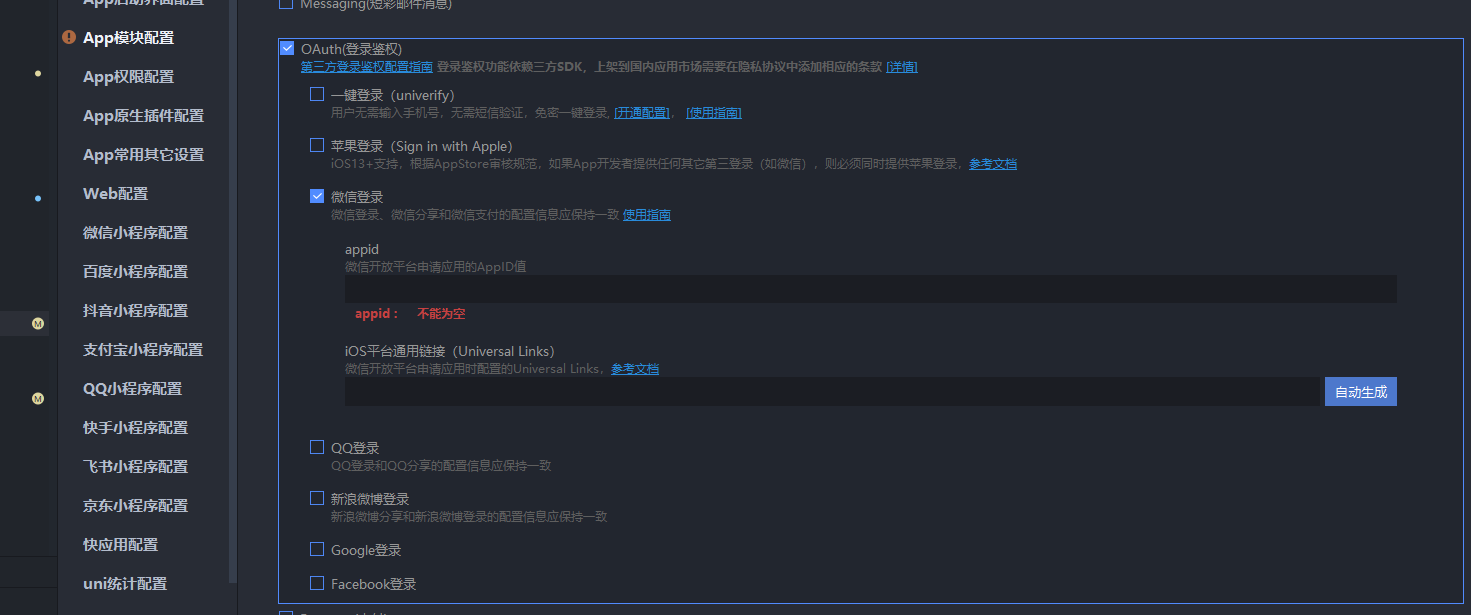 App启动界面配置
App模块配置
App权限配置
App原生插件配置
App常用其它设置
Web配置
微信小程序配置
百度小程序配置
抖音小程序配置
支付宝小程序配置
QQ小程序配置
快手小程序配置
飞书小程序配置
京东小程序配置
快应用配置
uni统计配置
M
M
Messaging(短彩邮件消息)
OAuth(登录鉴权)
第三方登录鉴权配置指南 登录鉴权功能依赖三方SDK，上架到国内应用市场需要在隐私协议中添加相应的条款 [详情]
一键登录（univerify）
用户无需输入手机号，无需短信验证，免密一键登录, [开通配置]， [使用指南]
苹果登录（Sign in with Apple）
iOS13+支持，根据AppStore审核规范，如果App开发者提供任何其它第三登录（如微信），则必须同时提供苹果登录，参考文档
微信登录
微信登录、微信分享和微信支付的配置信息应保持一致 使用指南
appid
微信开放平台申请应用的AppID值
appid： 不能为空
iOS平台通用链接（Universal Links）
微信开放平台申请应用时配置的Universal Links，参考文档
自动生成
QQ登录
QQ登录和QQ分享的配置信息应保持一致
新浪微博登录
新浪微博分享和新浪微博登录的配置信息应保持一致
Google登录
Facebook登录